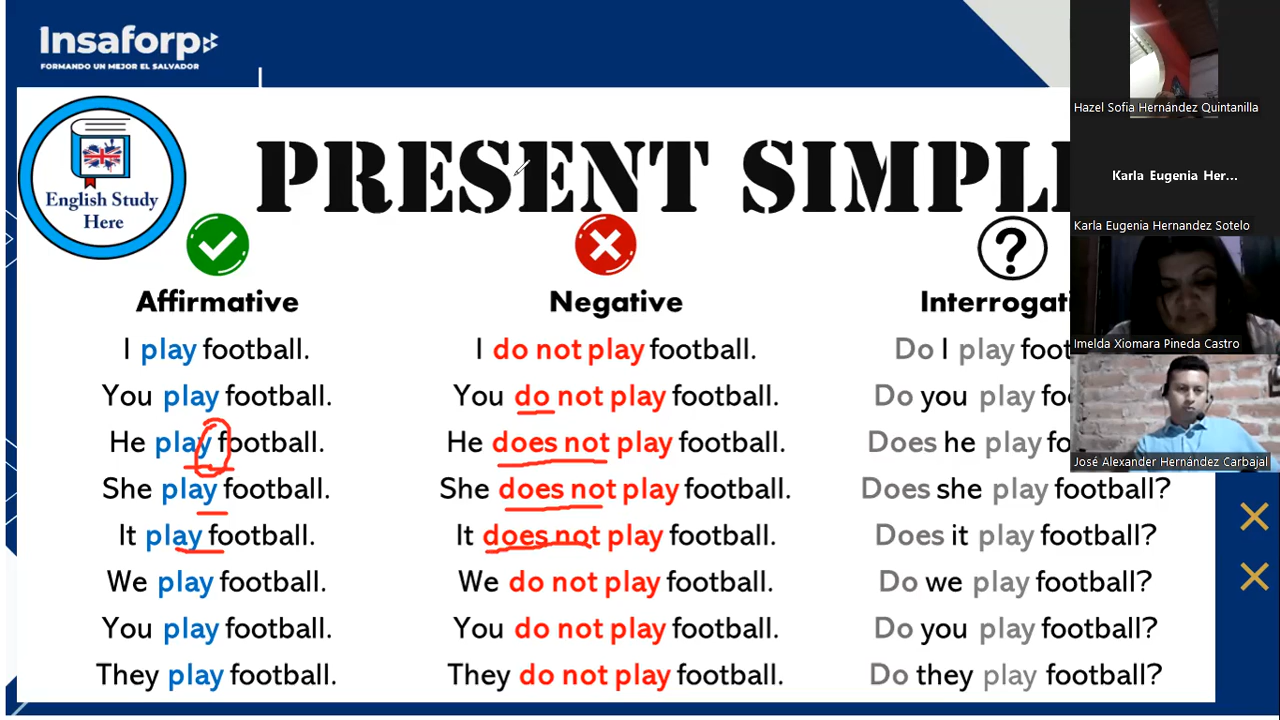 Insaforp
FORMANDO UN MEJOR EL SALVADOR
English Study
Here
PRESENT SIMPL
Affirmative
I play football.
You play football.
He play football.
She play football.
It play football.
We play football.
You play football.
They play football.
Negative
I do not play football.
You do not play football.
He does not play football.
She does not play football.
It does not play football.
We do not play football.
You do not play football.
They do not play football.
Interrogati
Do I play foot
Do you play fo
Does he play fo
Does she play football?
Does it play football?
Do we play football?
Do you play football?
Do they play football?
Hazel Sofía Hernández Quintanilla
Karla Eugenia Her...
Karla Eugenia Hernandez Sotelo
Imelda Xiomara Pineda Castro
José Alexander Hernández Carbajal